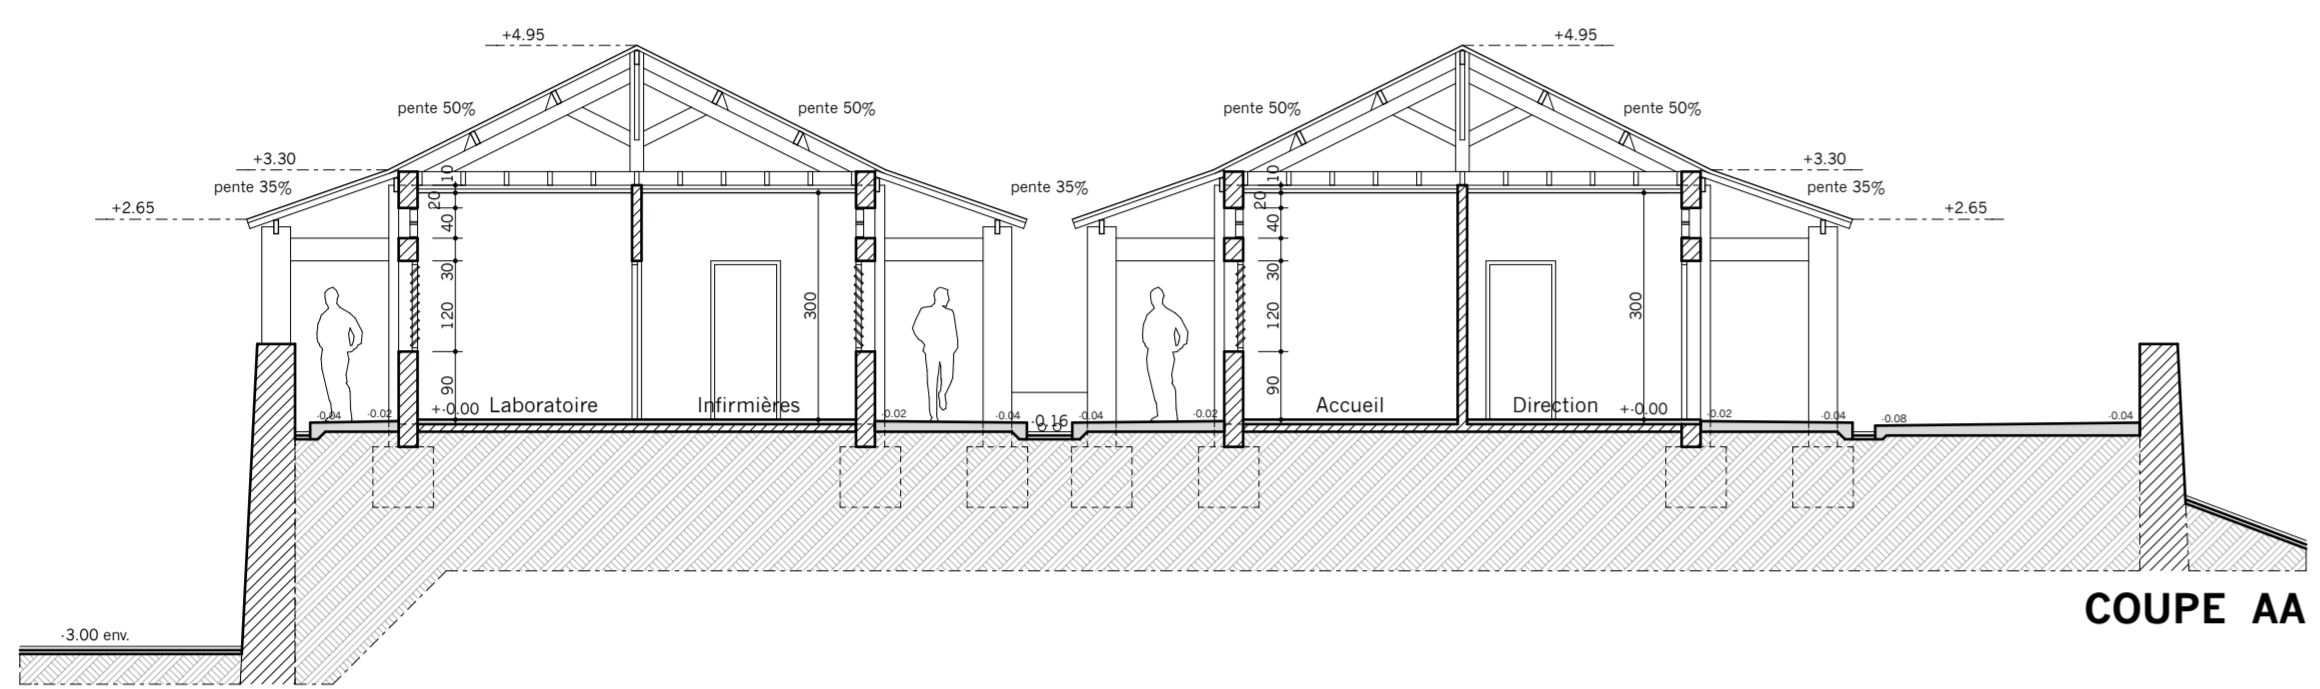 +4.95 +4.95
pente 50% pente 50% pente 50% pente 50%
+3.30 +3.30
pente 35% pente 35% pente 35%
+2.65 +2.65
10 10
20 20
40 40
30 30
120 300 120 300
90 90
+-0.00 Laboratoire Infirmières Accueil Direction +-0.00
-0.04 -0.02 -0.02 -0.04 -0.16 -0.04 -0.02 -0.02 -0.04 -0.08 -0.04
COUPE AA
-3.00 env.